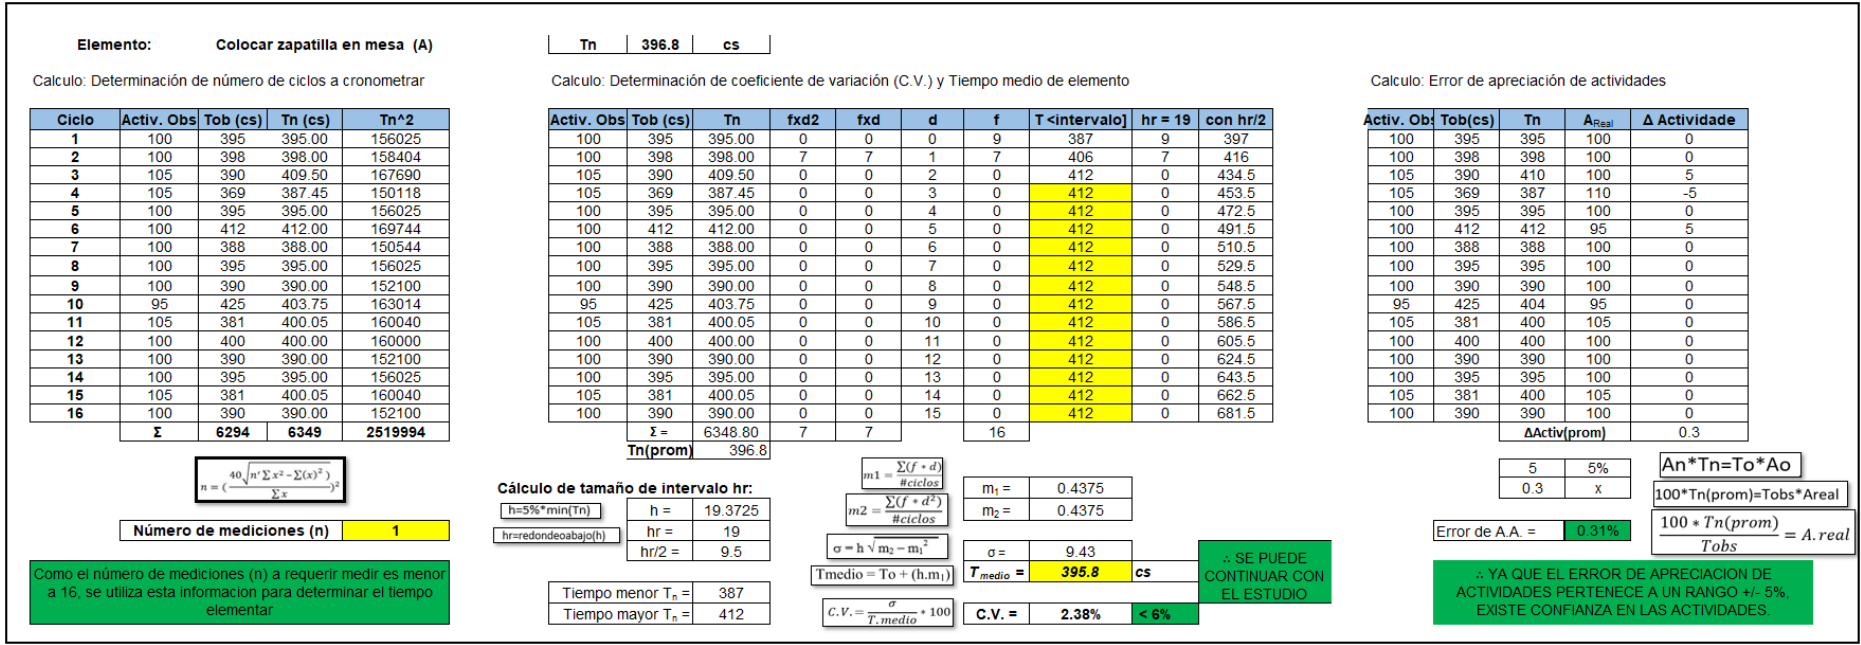 Elemento: Colocar zapatilla en mesa (A)
Tn 396.8 cs
Calculo: Determinación de número de ciclos a cronometrar
Ciclo Activ. Obs Tob (cs) Tn (cs) Tn^2
1 100 395 395.00 156025
2 100 398 398.00 158404
3 105 390 409.50 167690
4 105 369 387.45 150118
5 100 395 395.00 156025
6 100 412 412.00 169744
7 100 388 388.00 150544
8 100 395 395.00 156025
9 100 390 390.00 152100
10 95 425 403.75 163014
11 105 381 400.05 160040
12 100 400 400.00 160000
13 100 390 390.00 152100
14 100 395 395.00 156025
15 105 381 400.05 160040
16 100 390 390.00 152100
Σ 6294 6349 2519994
n = (40√(n'Σx²−Σ(x)²) / Σx)²
Número de mediciones (n) 1
Como el número de mediciones (n) a requerir medir es menor
a 16, se utiliza esta informacion para determinar el tiempo
elementar
Calculo: Determinación de coeficiente de variación (C.V.) y Tiempo medio de elemento
Activ. Obs Tob (cs) Tn fxd2 fxd d f T <intervalo] hr = 19 con hr/2
100 395 395.00 0 0 0 9 387 9 397
100 398 398.00 7 7 1 7 406 7 416
105 390 409.50 0 0 2 0 412 0 434.5
105 369 387.45 0 0 3 0 412 0 453.5
100 395 395.00 0 0 4 0 412 0 472.5
100 412 412.00 0 0 5 0 412 0 491.5
100 388 388.00 0 0 6 0 412 0 510.5
100 395 395.00 0 0 7 0 412 0 529.5
100 390 390.00 0 0 8 0 412 0 548.5
95 425 403.75 0 0 9 0 412 0 567.5
105 381 400.05 0 0 10 0 412 0 586.5
100 400 400.00 0 0 11 0 412 0 605.5
100 390 390.00 0 0 12 0 412 0 624.5
100 395 395.00 0 0 13 0 412 0 643.5
105 381 400.05 0 0 14 0 412 0 662.5
100 390 390.00 0 0 15 0 412 0 681.5
Σ = 6348.80 7 7 16
Tn(prom) 396.8
Cálculo de tamaño de intervalo hr:
h=5%*min(Tn) h = 19.3725
hr=redondeoabajo(h) hr = 19
hr/2 = 9.5
Tiempo menor Tₙ = 387
Tiempo mayor Tₙ = 412
m1 = Σ(f * d) / #ciclos
m₁ = 0.4375
m2 = Σ(f * d²) / #ciclos
m₂ = 0.4375
σ = h √(m₂ − m₁²)
σ = 9.43
Tmedio = To + (h.m₁)
Tmedio = 395.8 cs
C.V. = σ / T.medio * 100
C.V. = 2.38% < 6%
∴ SE PUEDE
CONTINUAR CON
EL ESTUDIO
Calculo: Error de apreciación de actividades
Activ. Obs Tob(cs) Tn AReal Δ Actividade
100 395 395 100 0
100 398 398 100 0
105 390 410 100 5
105 369 387 110 -5
100 395 395 100 0
100 412 412 95 5
100 388 388 100 0
100 395 395 100 0
100 390 390 100 0
95 425 404 95 0
105 381 400 105 0
100 400 400 100 0
100 390 390 100 0
100 395 395 100 0
105 381 400 105 0
100 390 390 100 0
ΔActiv(prom) 0.3
5 5%
0.3 x
Error de A.A. = 0.31%
An*Tn=To*Ao
100*Tn(prom)=Tobs*Areal
100 * Tn(prom) / Tobs = A.real
∴ YA QUE EL ERROR DE APRECIACION DE
ACTIVIDADES PERTENECE A UN RANGO +/- 5%,
EXISTE CONFIANZA EN LAS ACTIVIDADES.